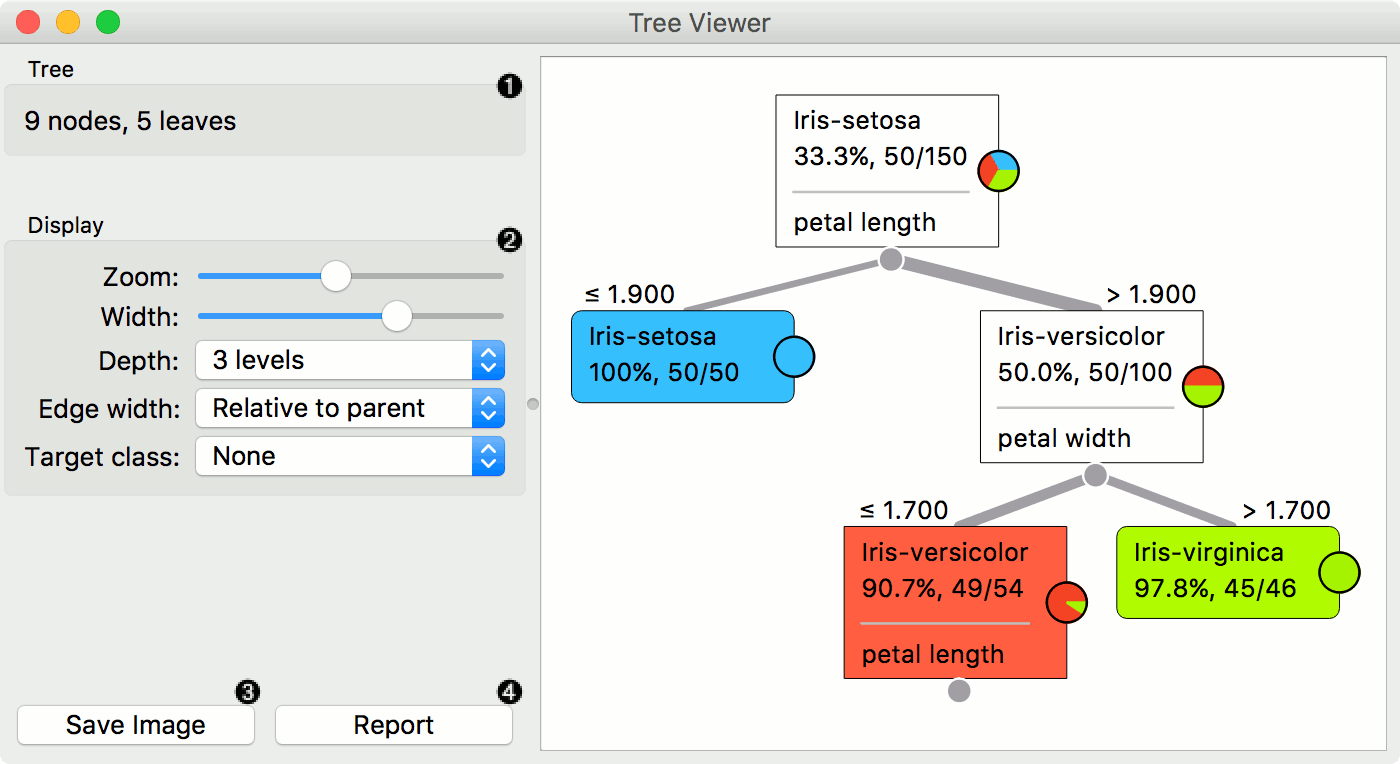 Tree Viewer
Tree
❶
9 nodes, 5 leaves
Display
❷
Zoom:
Width:
Depth: 3 levels
Edge width: Relative to parent
Target class: None
❸
❹
Save Image
Report
Iris-setosa
33.3%, 50/150
petal length
≤ 1.900
> 1.900
Iris-setosa
100%, 50/50
Iris-versicolor
50.0%, 50/100
petal width
≤ 1.700
> 1.700
Iris-versicolor
90.7%, 49/54
petal length
Iris-virginica
97.8%, 45/46